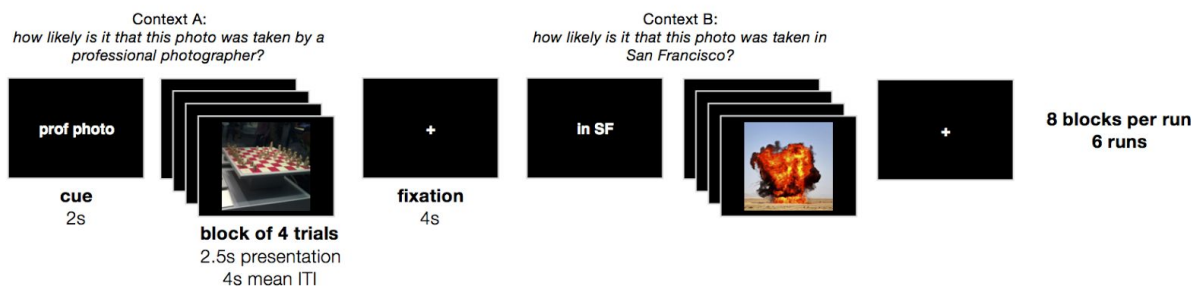 Context A:
how likely is it that this photo was taken by a
professional photographer?
Context B:
how likely is it that this photo was taken in
San Francisco?
prof photo
+
in SF
+
8 blocks per run
6 runs
cue
2s
block of 4 trials
2.5s presentation
4s mean ITI
fixation
4s